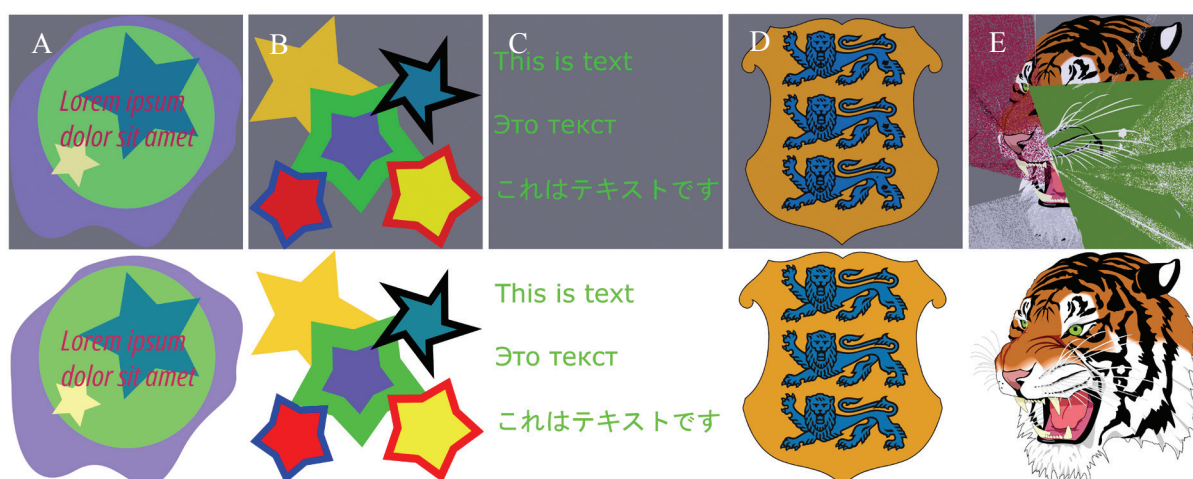 A
B
C
D
E
Lorem ipsum
dolor sit amet
This is text
Это текст
これはテキストです
Lorem ipsum
dolor sit amet
This is text
Это текст
これはテキストです